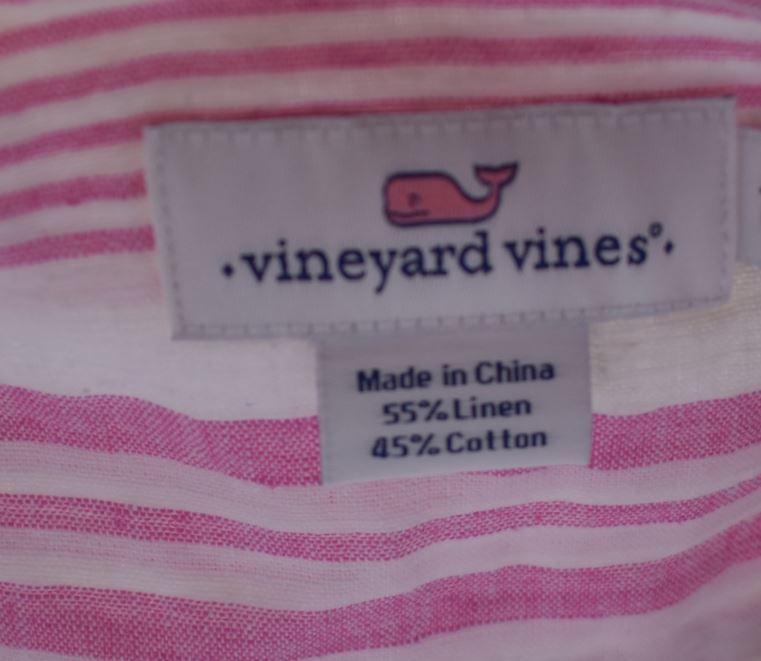 ·vineyard vines®·
Made in China
55% Linen
45% Cotton